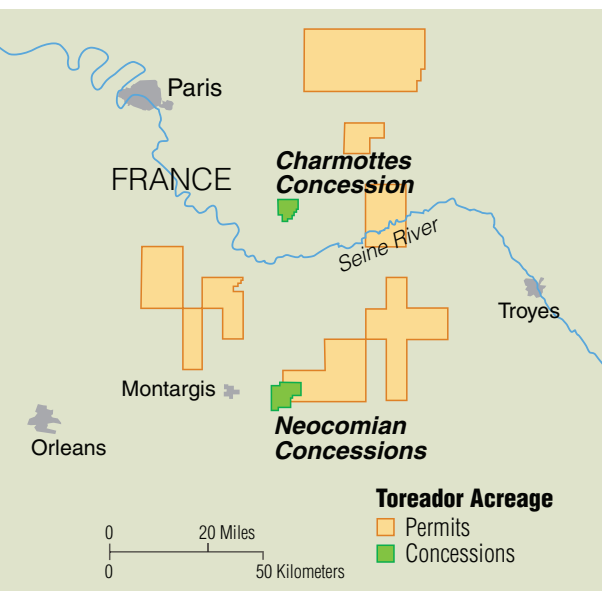 Paris
FRANCE
Charmottes
Concession
Seine River
Troyes
Montargis
Orleans
Neocomian
Concessions
Toreador Acreage
Permits
Concessions
0 20 Miles
0 50 Kilometers